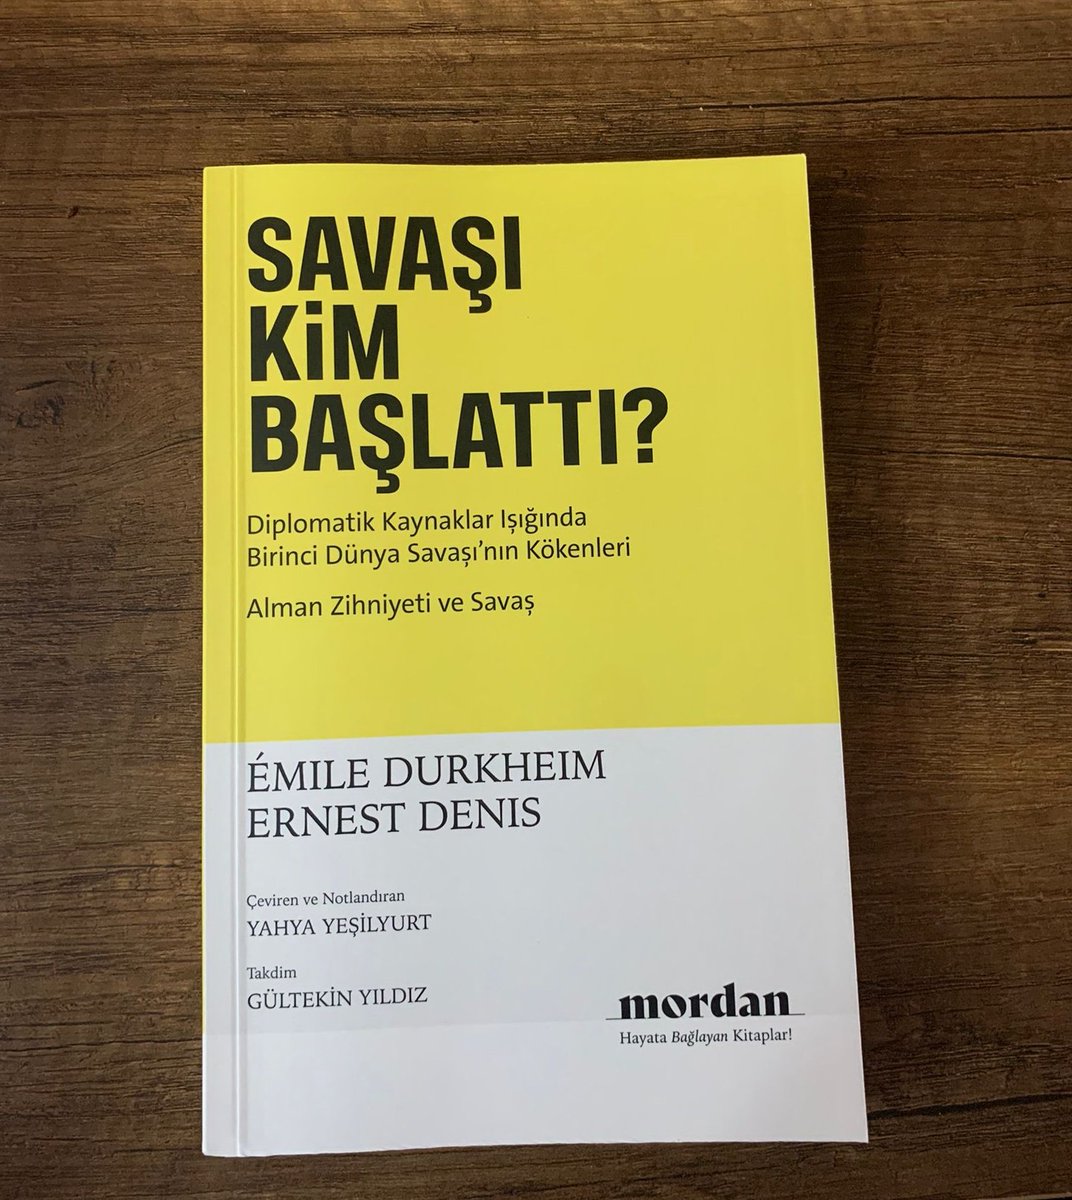 SAVAŞI
KİM
BAŞLATTI?
Diplomatik Kaynaklar Işığında
Birinci Dünya Savaşı'nın Kökenleri
Alman Zihniyeti ve Savaş
ÉMILE DURKHEIM
ERNEST DENIS
Çeviren ve Notlandıran
YAHYA YEŞİLYURT
Takdim
GÜLTEKİN YILDIZ
mordan
Hayata Bağlayan Kitaplar!